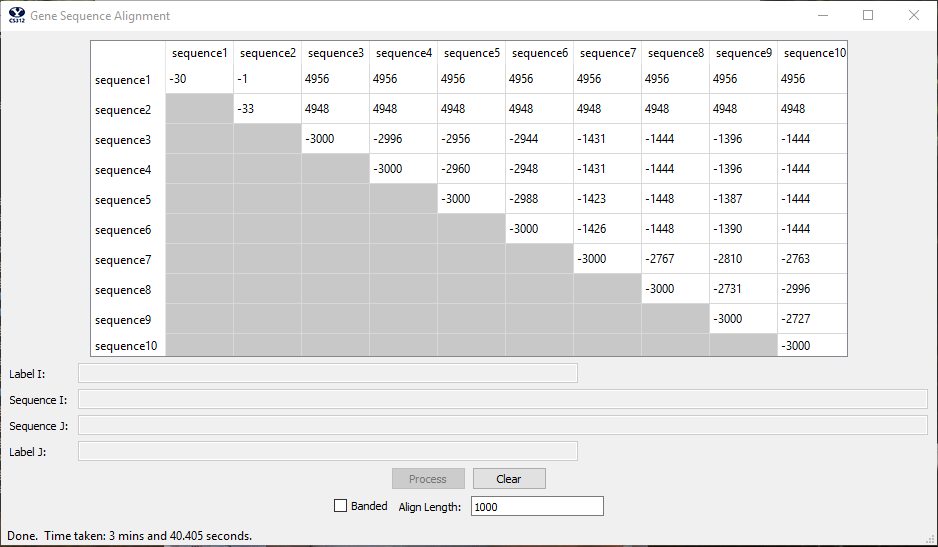 CS312 Gene Sequence Alignment
sequence1 sequence2 sequence3 sequence4 sequence5 sequence6 sequence7 sequence8 sequence9 sequence10
sequence1 -30 -1 4956 4956 4956 4956 4956 4956 4956 4956
sequence2 -33 4948 4948 4948 4948 4948 4948 4948 4948
sequence3 -3000 -2996 -2956 -2944 -1431 -1444 -1396 -1444
sequence4 -3000 -2960 -2948 -1431 -1444 -1396 -1444
sequence5 -3000 -2988 -1423 -1448 -1387 -1444
sequence6 -3000 -1426 -1448 -1390 -1444
sequence7 -3000 -2767 -2810 -2763
sequence8 -3000 -2731 -2996
sequence9 -3000 -2727
sequence10 -3000
Label I:
Sequence I:
Sequence J:
Label J:
Process Clear
Banded Align Length: 1000
Done. Time taken: 3 mins and 40.405 seconds.